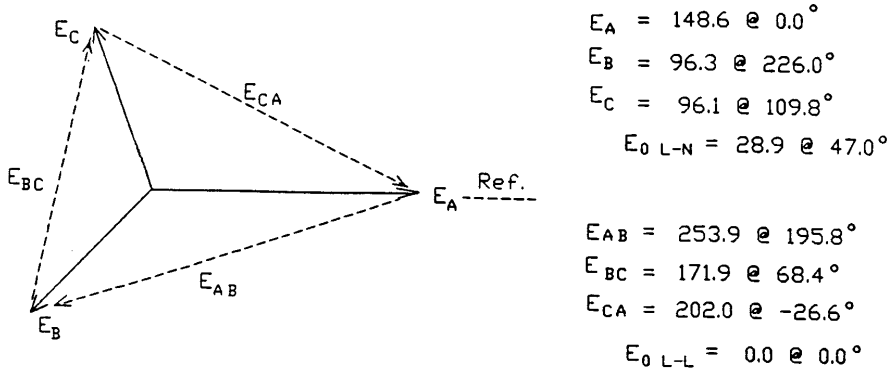 E_C
E_CA
E_BC
E_A Ref.
E_AB
E_B
E_A = 148.6 @ 0.0°
E_B = 96.3 @ 226.0°
E_C = 96.1 @ 109.8°
E_0 L-N = 28.9 @ 47.0°
E_AB = 253.9 @ 195.8°
E_BC = 171.9 @ 68.4°
E_CA = 202.0 @ -26.6°
E_0 L-L = 0.0 @ 0.0°